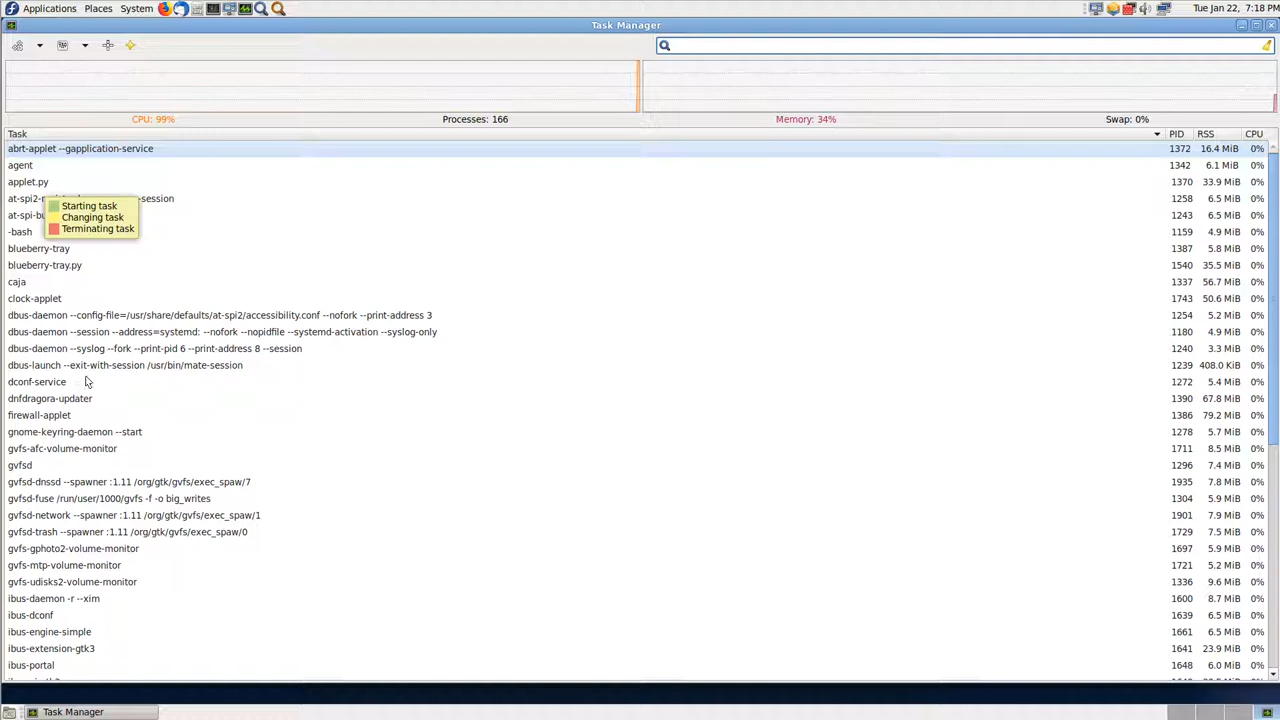 Applications Places System Tue Jan 22, 7:18 PM
Task Manager
CPU: 99% Processes: 166 Memory: 34% Swap: 0%
Task PID RSS CPU
abrt-applet --gapplication-service 1372 16.4 MiB 0%
agent 1342 6.1 MiB 0%
applet.py 1370 33.9 MiB 0%
at-spi2- -session 1258 6.5 MiB 0%
at-spi-bu 1243 6.5 MiB 0%
Starting task
Changing task
Terminating task
-bash 1159 4.9 MiB 0%
blueberry-tray 1387 5.8 MiB 0%
blueberry-tray.py 1540 35.5 MiB 0%
caja 1337 56.7 MiB 0%
clock-applet 1743 50.6 MiB 0%
dbus-daemon --config-file=/usr/share/defaults/at-spi2/accessibility.conf --nofork --print-address 3 1254 5.2 MiB 0%
dbus-daemon --session --address=systemd: --nofork --nopidfile --systemd-activation --syslog-only 1180 4.9 MiB 0%
dbus-daemon --syslog --fork --print-pid 6 --print-address 8 --session 1240 3.3 MiB 0%
dbus-launch --exit-with-session /usr/bin/mate-session 1239 408.0 KiB 0%
dconf-service 1272 5.4 MiB 0%
dnfdragora-updater 1390 67.8 MiB 0%
firewall-applet 1386 79.2 MiB 0%
gnome-keyring-daemon --start 1278 5.7 MiB 0%
gvfs-afc-volume-monitor 1711 8.5 MiB 0%
gvfsd 1296 7.4 MiB 0%
gvfsd-dnssd --spawner :1.11 /org/gtk/gvfs/exec_spaw/7 1935 7.8 MiB 0%
gvfsd-fuse /run/user/1000/gvfs -f -o big_writes 1304 5.9 MiB 0%
gvfsd-network --spawner :1.11 /org/gtk/gvfs/exec_spaw/1 1901 7.9 MiB 0%
gvfsd-trash --spawner :1.11 /org/gtk/gvfs/exec_spaw/0 1729 7.5 MiB 0%
gvfs-gphoto2-volume-monitor 1697 5.9 MiB 0%
gvfs-mtp-volume-monitor 1721 5.2 MiB 0%
gvfs-udisks2-volume-monitor 1336 9.6 MiB 0%
ibus-daemon -r --xim 1600 8.7 MiB 0%
ibus-dconf 1639 6.5 MiB 0%
ibus-engine-simple 1661 6.5 MiB 0%
ibus-extension-gtk3 1641 23.9 MiB 0%
ibus-portal 1648 6.0 MiB 0%
Task Manager